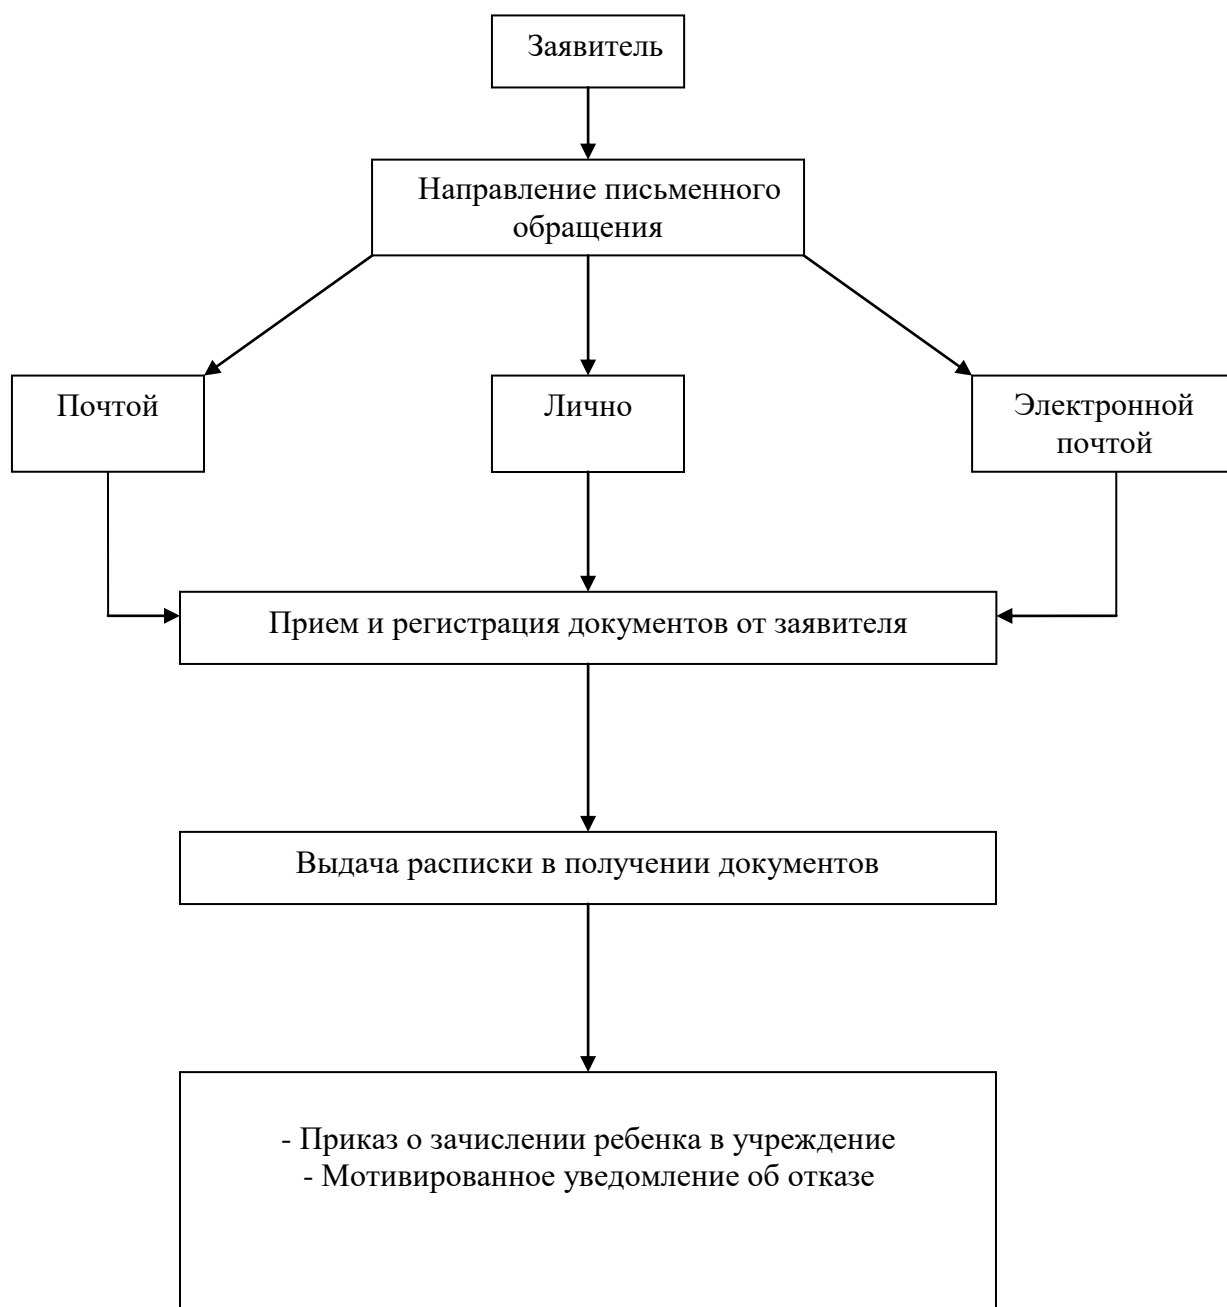 Заявитель
Направление письменного
обращения
Почтой
Лично
Электронной
почтой
Прием и регистрация документов от заявителя
Выдача расписки в получении документов
- Приказ о зачислении ребенка в учреждение
- Мотивированное уведомление об отказе